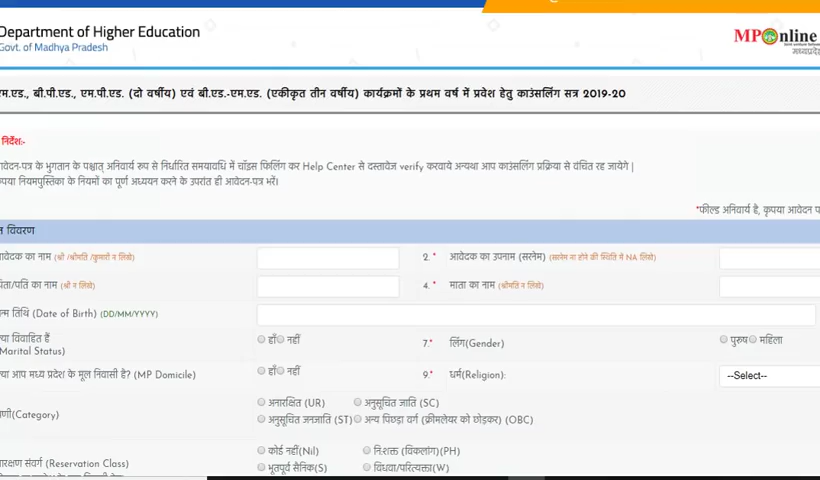 Department of Higher Education
Govt. of Madhya Pradesh
MPOnline
एम.एड., बी.पी.एड., एम.पी.एड. (दो वर्षीय) एवं बी.एड.-एम.एड. (एकीकृत तीन वर्षीय) कार्यक्रमों के प्रथम वर्ष में प्रवेश हेतु काउंसलिंग सत्र 2019-20
निर्देश:-
आवेदन-पत्र के भुगतान के पश्चात् अनिवार्य रूप से निर्धारित समयावधि में चॉइस फिलिंग कर Help Center से दस्तावेज verify करवाये अन्यथा आप काउंसलिंग प्रक्रिया से वंचित रह जायेंगे |
कृपया नियमपुस्तिका के नियमों का पूर्ण अध्ययन करने के उपरांत ही आवेदन-पत्र भरें।
*फील्ड अनिवार्य है, कृपया आवेदन
विवरण
आवेदक का नाम (श्री /श्रीमति /कुमारी न लिखे) 2. * आवेदक का उपनाम (सरनेम) (सरनेम ना होने की स्थिति में NA लिखे)
पिता/पति का नाम (श्री न लिखे) 4. * माता का नाम (श्रीमति न लिखे)
जन्म तिथि (Date of Birth) (DD/MM/YYYY)
क्या विवाहित हैं (Marital Status) हाँ नहीं 7.* लिंग(Gender) पुरुष महिला
क्या आप मध्य प्रदेश के मूल निवासी है? (MP Domicile) हाँ नहीं 9.* धर्म(Religion): --Select--
श्रेणी(Category) अनारक्षित (UR) अनुसूचित जाति (SC)
अनुसूचित जनजाति (ST) अन्य पिछड़ा वर्ग (क्रीमलेयर को छोड़कर) (OBC)
आरक्षण संवर्ग (Reservation Class) कोई नहीं(Nil) नि:शक्त (विकलांग)(PH)
भूतपूर्व सैनिक(S) विधवा/परित्यक्ता(W)